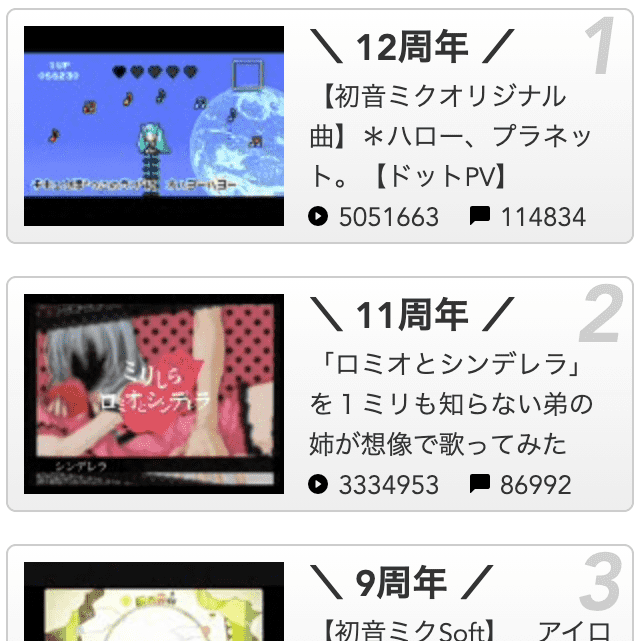 1UP
066230
＼ 12周年 ／
1
【初音ミクオリジナル
曲】＊ハロー、プラネッ
ト。【ドットPV】
5051663 114834
ミリしら
ロミオとシンデレラ
シンデレラ
＼ 11周年 ／
2
「ロミオとシンデレラ」
を１ミリも知らない弟の
姉が想像で歌ってみた
3334953 86992
＼ 9周年 ／
3
【初音ミクSoft】 アイロ